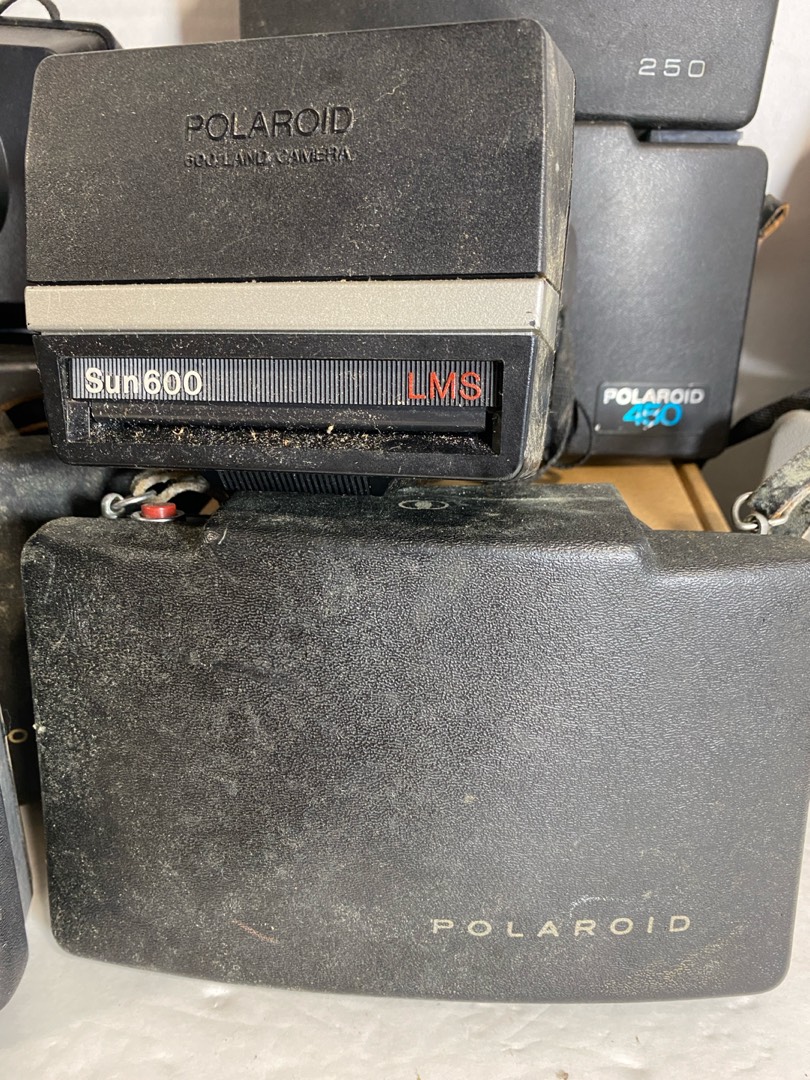 250
POLAROID
600 LAND CAMERA
POLAROID
450
Sun600 LMS
POLAROID